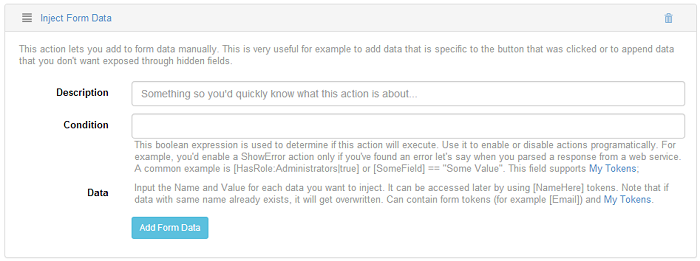 Inject Form Data
This action lets you add to form data manually. This is very useful for example to add data that is specific to the button that was clicked or to append data
that you don't want exposed through hidden fields.
Description
Something so you'd quickly know what this action is about...
Condition
This boolean expression is used to determine if this action will execute. Use it to enable or disable actions programatically. For
example, you'd enable a ShowError action only if you've found an error let's say when you parsed a response from a web service.
A common example is [HasRole:Administrators|true] or [SomeField] == "Some Value". This field supports My Tokens;
Data
Input the Name and Value for each data you want to inject. It can be accessed later by using [NameHere] tokens. Note that if
data with same name already exists, it will get overwritten. Can contain form tokens (for example [Email]) and My Tokens.
Add Form Data